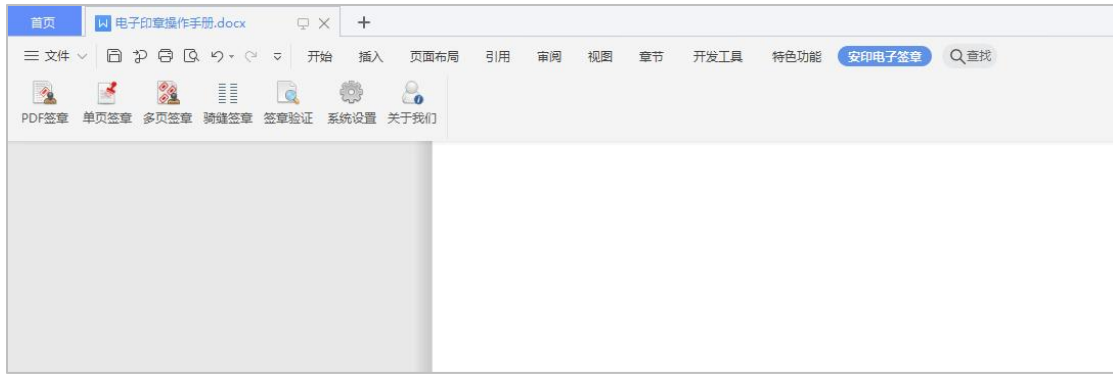 首页 电子印章操作手册.docx
文件 开始 插入 页面布局 引用 审阅 视图 章节 开发工具 特色功能 安印电子签章 查找
PDF签章 单页签章 多页签章 骑缝签章 签章验证 系统设置 关于我们